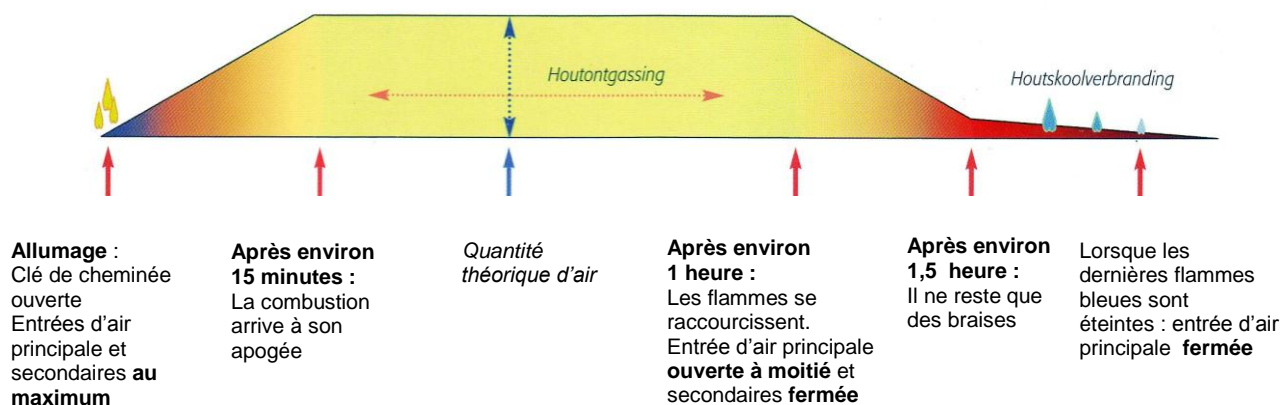 Houtontgassing
Houtskoolverbranding
Allumage :
Clé de cheminée
ouverte
Entrées d'air
principale et
secondaires au
maximum
Après environ
15 minutes :
La combustion
arrive à son
apogée
Quantité
théorique d'air
Après environ
1 heure :
Les flammes se
raccourcissent.
Entrée d'air principale
ouverte à moitié et
secondaires fermée
Après environ
1,5 heure :
Il ne reste que
des braises
Lorsque les
dernières flammes
bleues sont
éteintes : entrée d'air
principale fermée